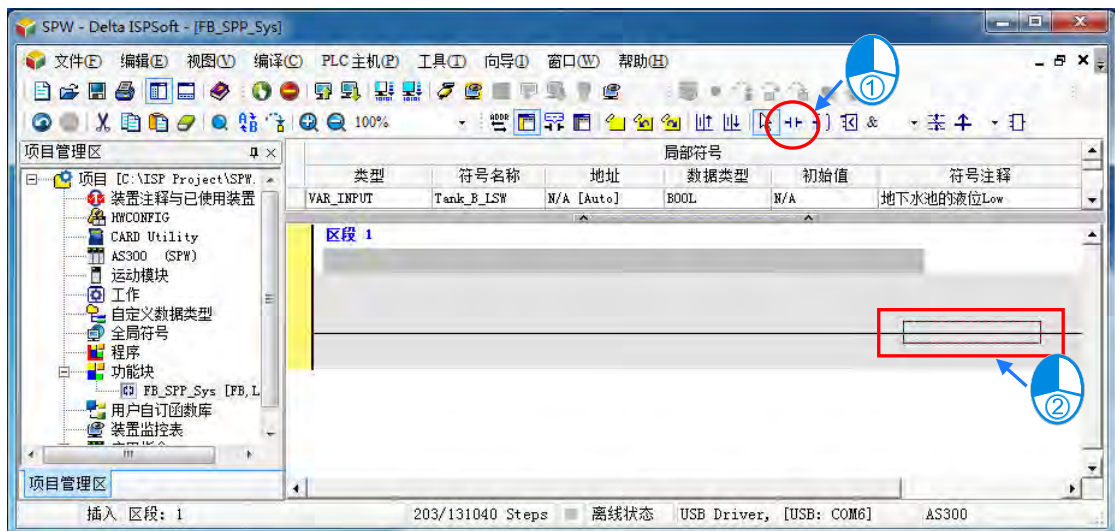 SPW - Delta ISPSoft - [FB_SPP_Sys]
文件(F) 编辑(E) 视图(V) 编译(C) PLC主机(P) 工具(T) 向导(I) 窗口(W) 帮助(H)
①
100%
项目管理区
局部符号
类型 符号名称 地址 数据类型 初始值 符号注释
VAR_INPUT Tank_B_LSW N/A [Auto] BOOL N/A 地下水池的液位Low
项目 [C:\ISP Project\SPW.
装置注释与已使用装置
HWCONFIG
CARD Utility
AS300 (SPW)
运动模块
工作
自定义数据类型
全局符号
程序
功能块
FB_SPP_Sys [FB,L
用户自订函数库
装置监控表
区段 1
②
项目管理区
插入 区段: 1 203/131040 Steps 离线状态 USB Driver, [USB: COM6] AS300